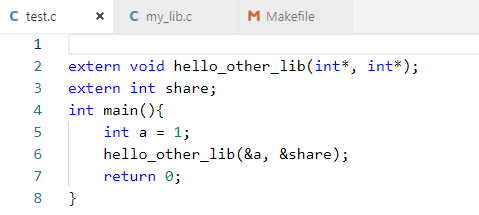 C test.c × C my_lib.c M Makefile
1
2 extern void hello_other_lib(int*, int*);
3 extern int share;
4 int main(){
5     int a = 1;
6     hello_other_lib(&a, &share);
7     return 0;
8 }